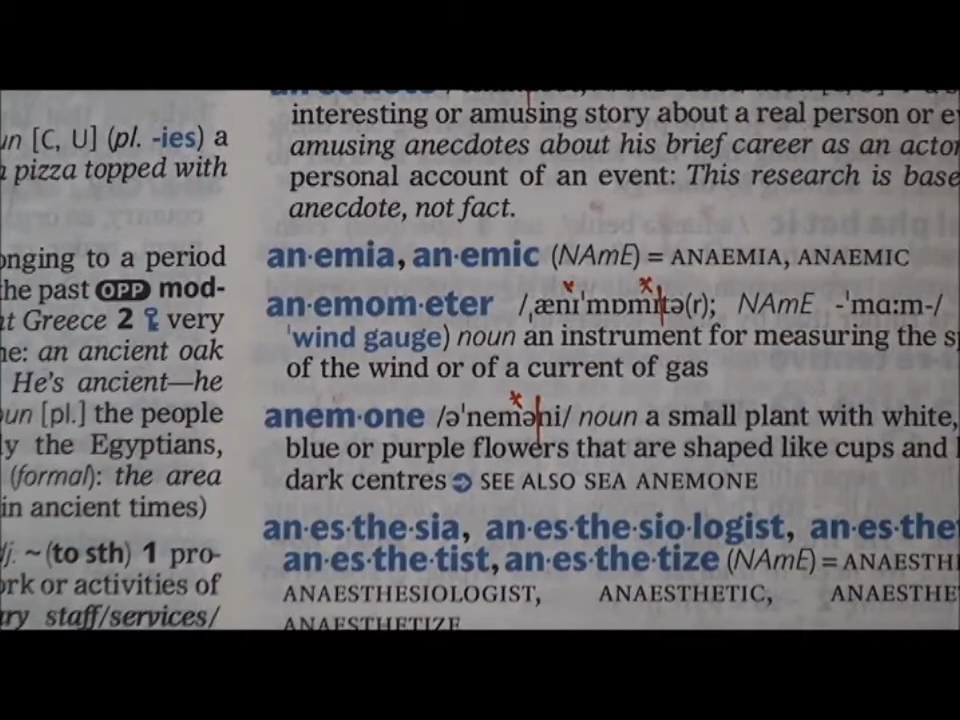 un [C, U] (pl. -ies) a
pizza topped with
onging to a period
the past OPP mod-
at Greece 2 very
ne: an ancient oak
He's ancient—he
oun [pl.] the people
ly the Egyptians,
(formal): the area
in ancient times)
dj. ~ (to sth) 1 pro-
ork or activities of
ary staff/services/
interesting or amusing story about a real person or e
amusing anecdotes about his brief career as an acto
personal account of an event: This research is base
anecdote, not fact.
an·emia, an·emic (NAmE) = ANAEMIA, ANAEMIC
an·emom·eter /ˌænɪˈmɒmɪtə(r); NAmE -ˈmɑːm-/
ˈwind gauge) noun an instrument for measuring the s
of the wind or of a current of gas
anem·one /əˈneməni/ noun a small plant with white,
blue or purple flowers that are shaped like cups and
dark centres SEE ALSO SEA ANEMONE
an·es·the·sia, an·es·the·sio·logist, an·es·the
an·es·the·tist, an·es·the·tize (NAmE) = ANAESTH
ANAESTHESIOLOGIST, ANAESTHETIC, ANAESTHE
ANAESTHETIZE